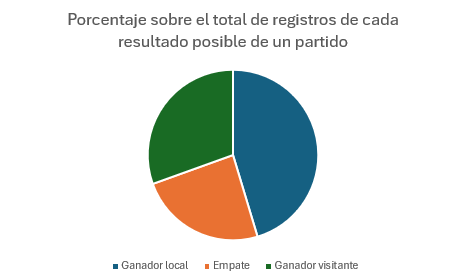 Porcentaje sobre el total de registros de cada
resultado posible de un partido
Ganador local Empate Ganador visitante